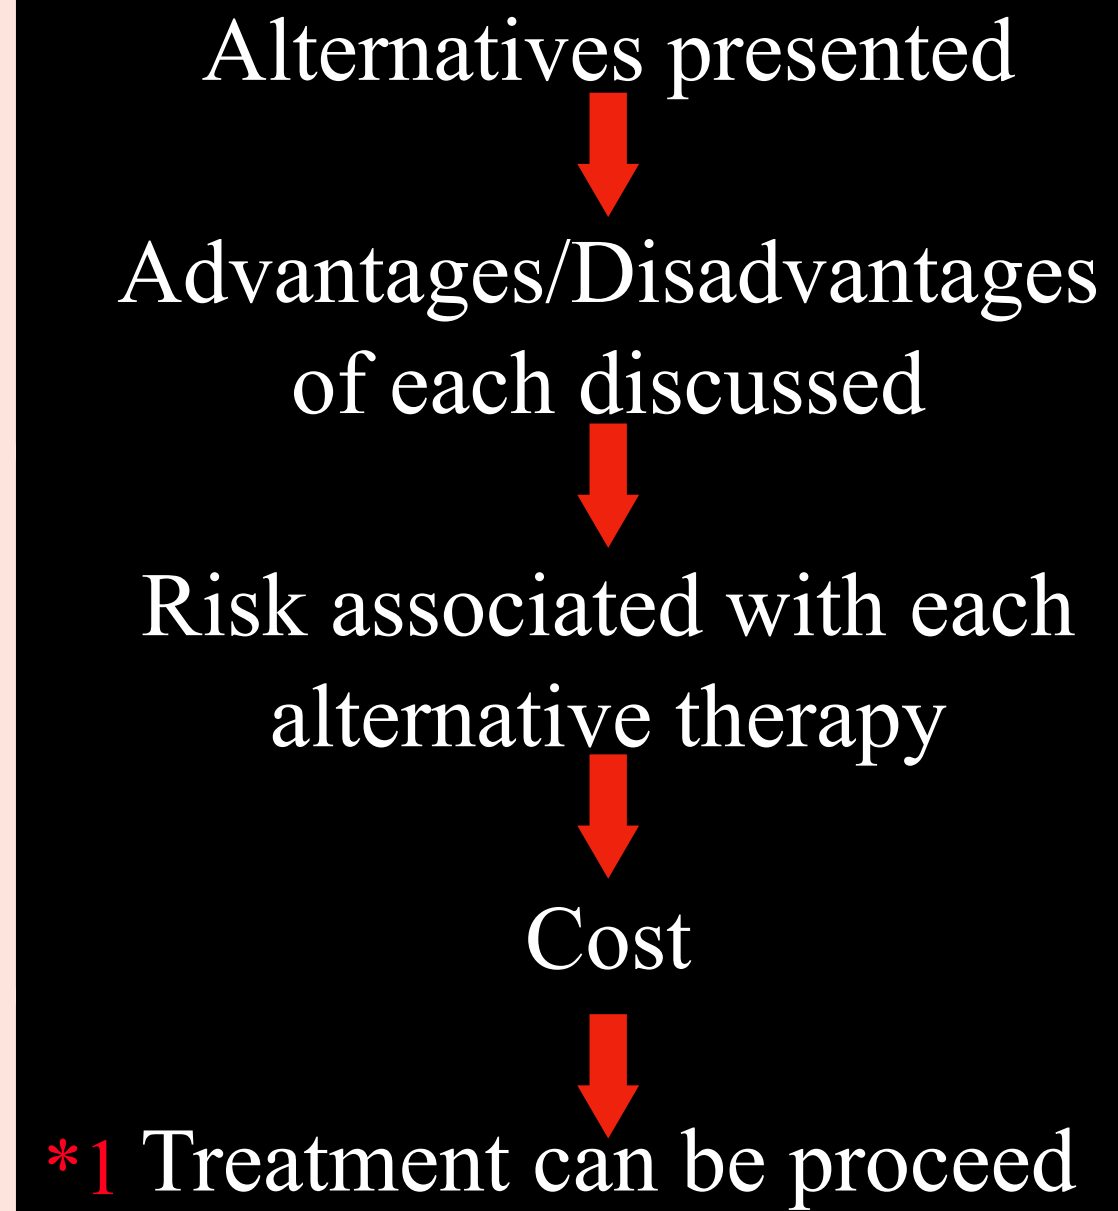 Alternatives presented
Advantages/Disadvantages
of each discussed
Risk associated with each
alternative therapy
Cost
*1 Treatment can be proceed